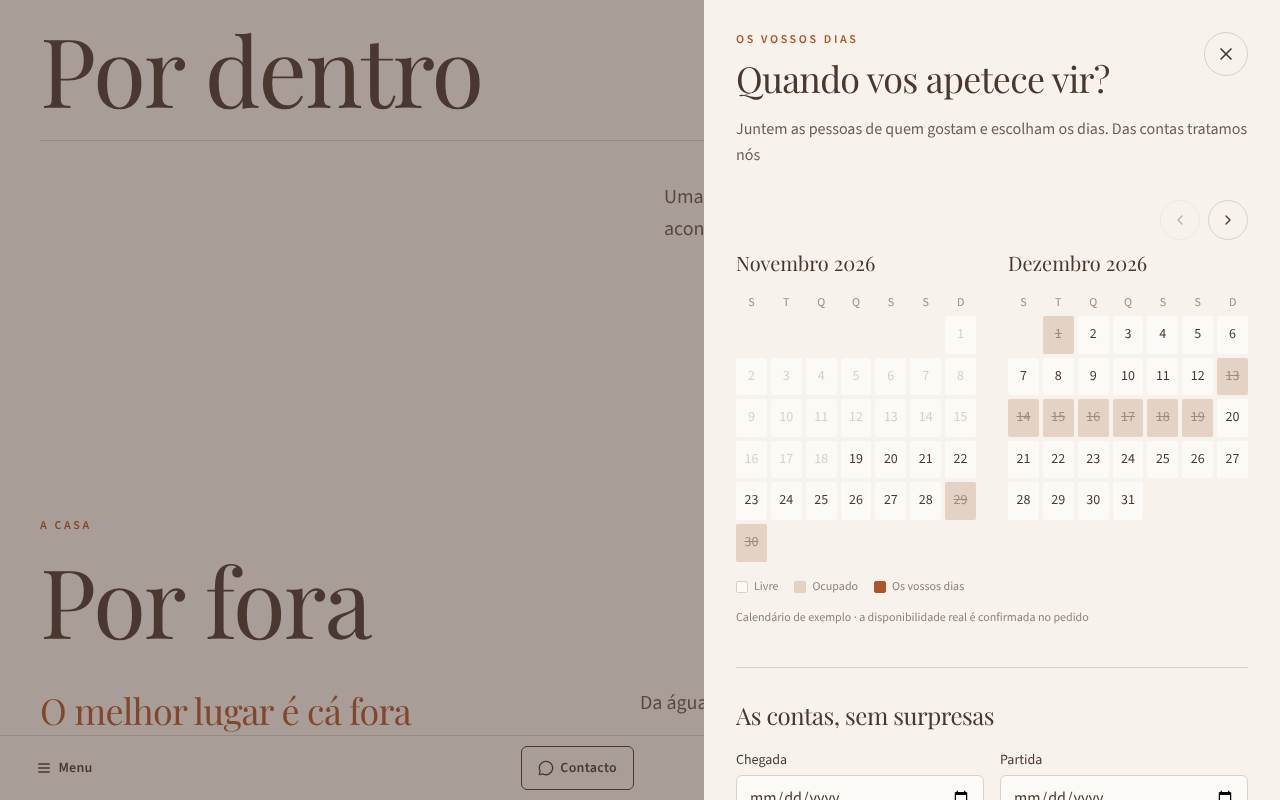 Por dentro
Uma
acon
A CASA
Por fora
O melhor lugar é cá fora
Da água
Menu
Contacto
OS VOSSOS DIAS
Quando vos apetece vir?
Juntem as pessoas de quem gostam e escolham os dias. Das contas tratamos
nós
Novembro 2026
S T Q Q S S D
1
2 3 4 5 6 7 8
9 10 11 12 13 14 15
16 17 18 19 20 21 22
23 24 25 26 27 28 29
30
Dezembro 2026
S T Q Q S S D
1 2 3 4 5 6
7 8 9 10 11 12 13
14 15 16 17 18 19 20
21 22 23 24 25 26 27
28 29 30 31
Livre Ocupado Os vossos dias
Calendário de exemplo · a disponibilidade real é confirmada no pedido
As contas, sem surpresas
Chegada Partida
mm/dd/yyyy mm/dd/yyyy